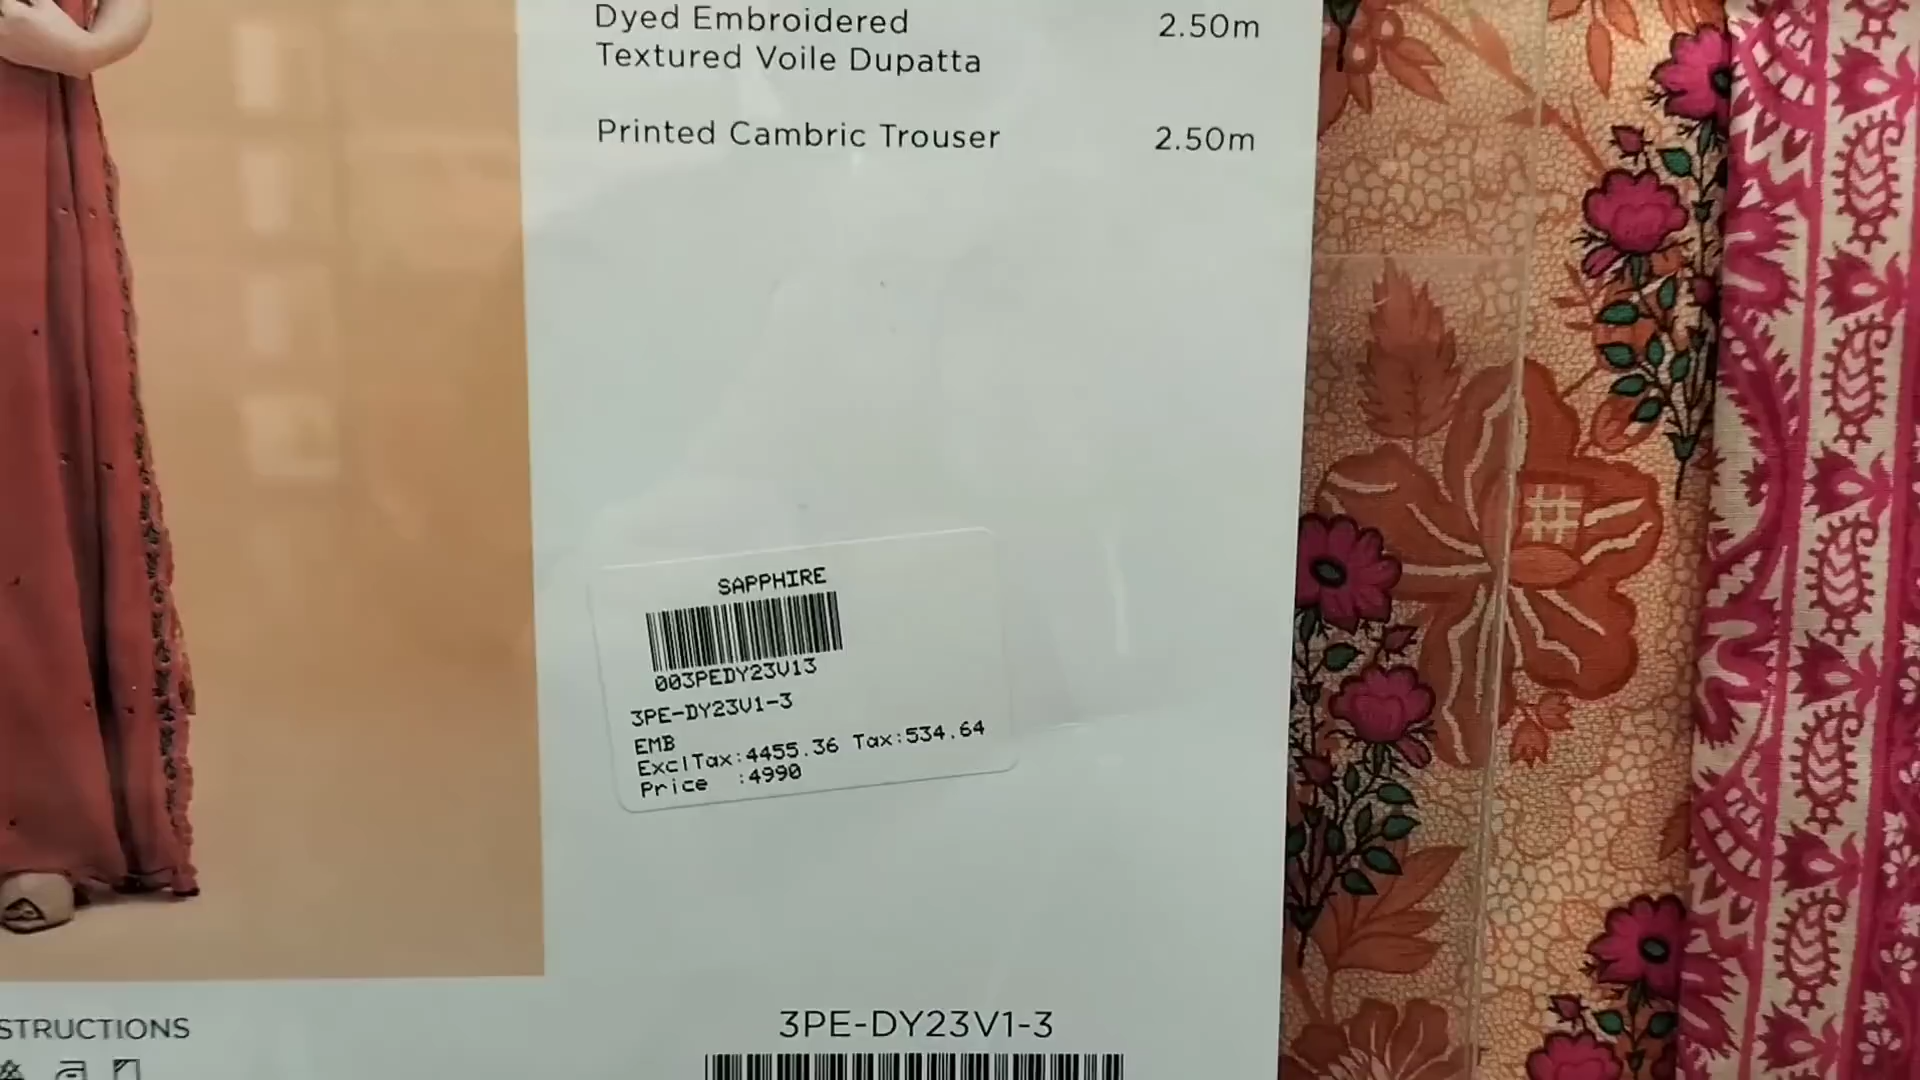 Dyed Embroidered 2.50m
Textured Voile Dupatta
Printed Cambric Trouser 2.50m
SAPPHIRE
003PEDY23V13
3PE-DY23V1-3
EMB
ExclTax:4455.36 Tax:534.64
Price :4990
3PE-DY23V1-3
STRUCTIONS